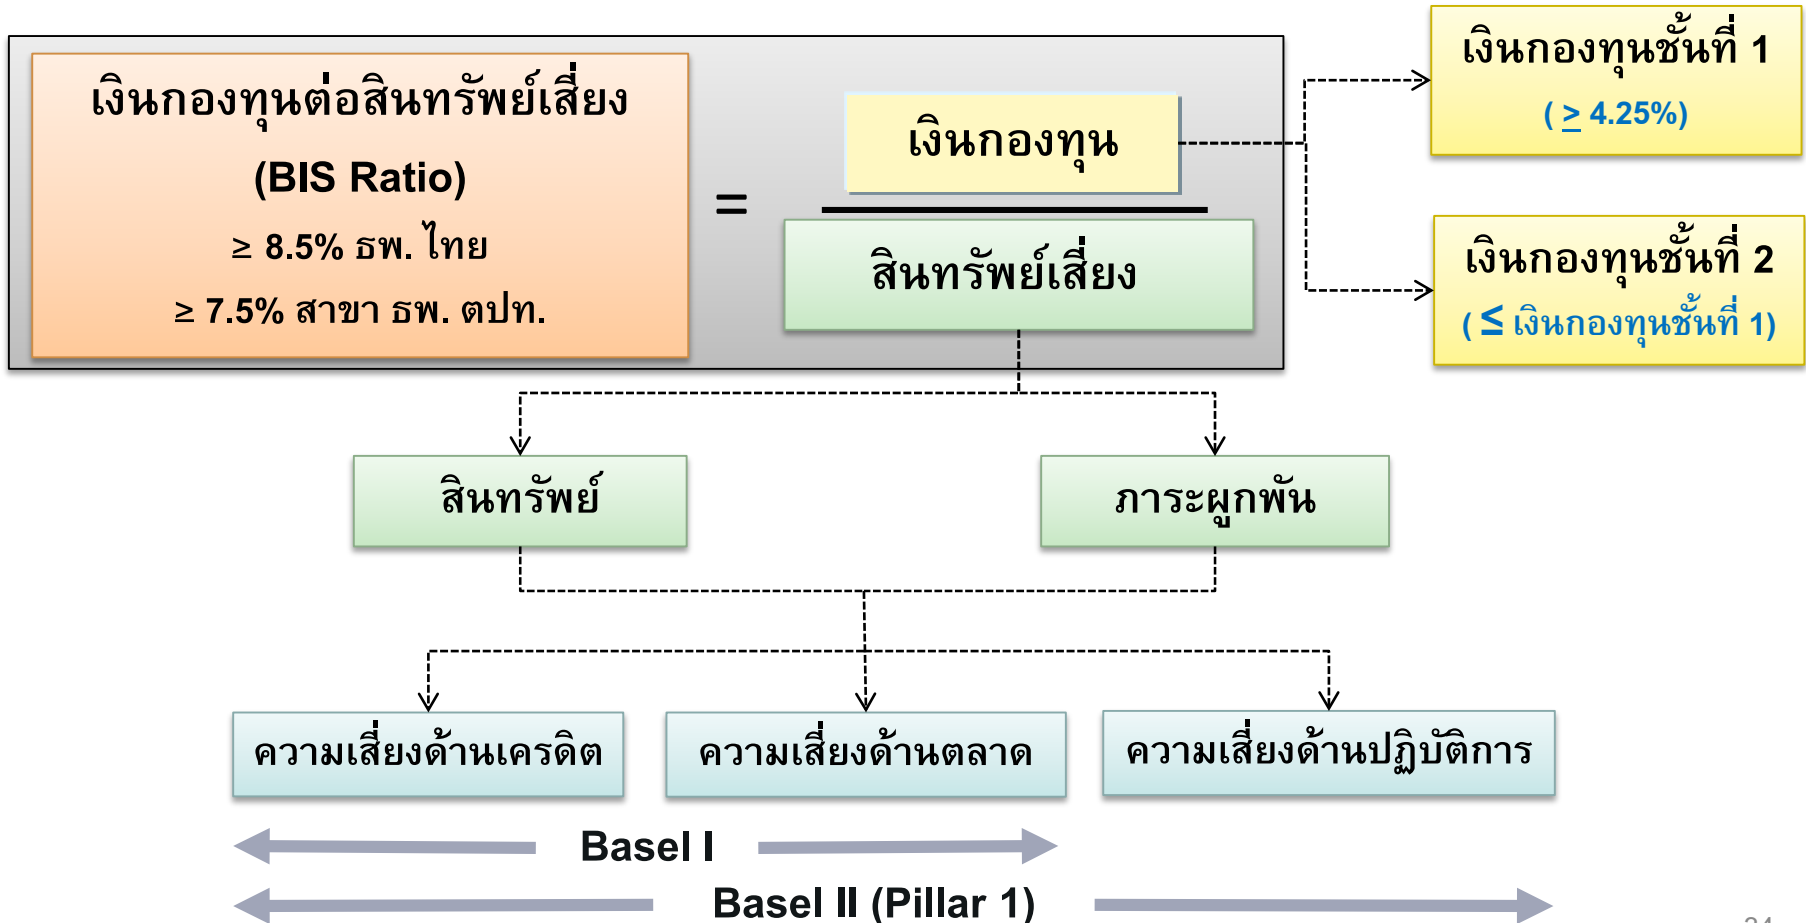 เงินกองทุนต่อสินทรัพย์เสี่ยง
(BIS Ratio)
≥ 8.5% ธพ. ไทย
≥ 7.5% สาขา ธพ. ตปท.
=
เงินกองทุน
สินทรัพย์เสี่ยง
เงินกองทุนชั้นที่ 1
( ≥ 4.25%)
เงินกองทุนชั้นที่ 2
( ≤ เงินกองทุนชั้นที่ 1)
สินทรัพย์
ภาระผูกพัน
ความเสี่ยงด้านเครดิต
ความเสี่ยงด้านตลาด
ความเสี่ยงด้านปฏิบัติการ
Basel I
Basel II (Pillar 1)